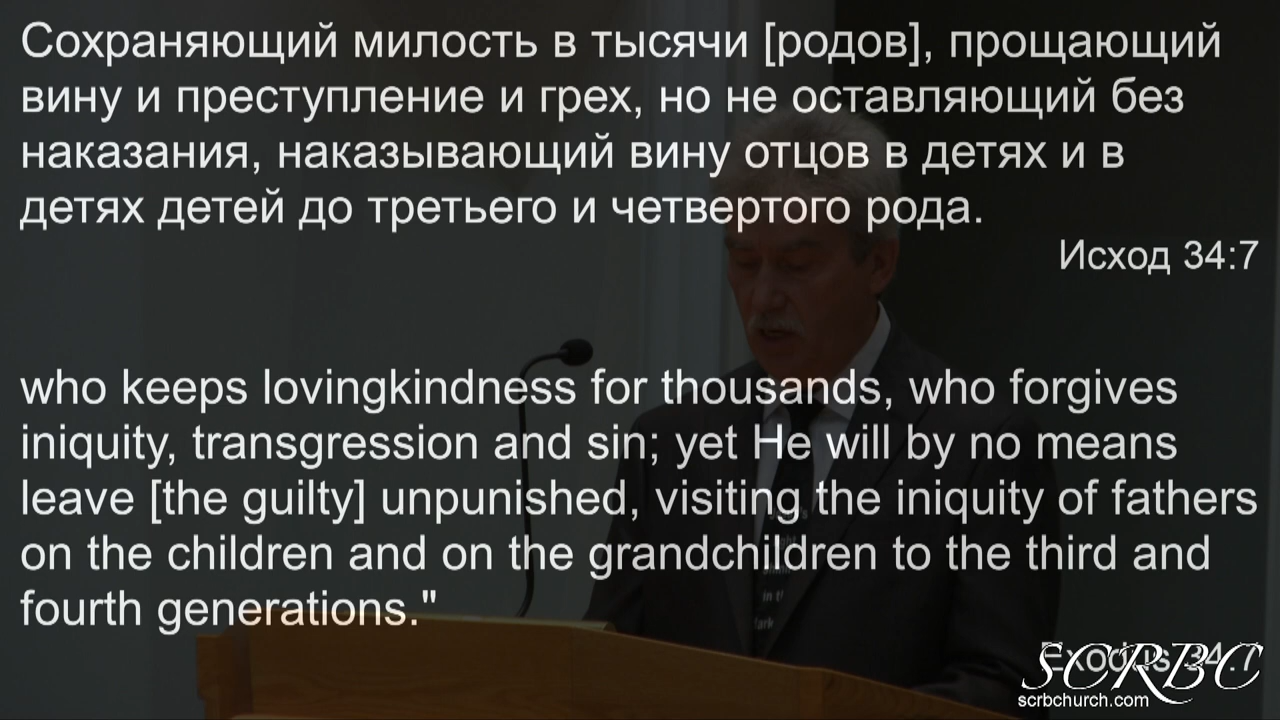 Сохраняющий милость в тысячи [родов], прощающий
вину и преступление и грех, но не оставляющий без
наказания, наказывающий вину отцов в детях и в
детях детей до третьего и четвертого рода.
Исход 34:7
who keeps lovingkindness for thousands, who forgives
iniquity, transgression and sin; yet He will by no means
leave [the guilty] unpunished, visiting the iniquity of fathers
on the children and on the grandchildren to the third and
fourth generations."
Exodus 34:7
SCRBC
scrbchurch.com